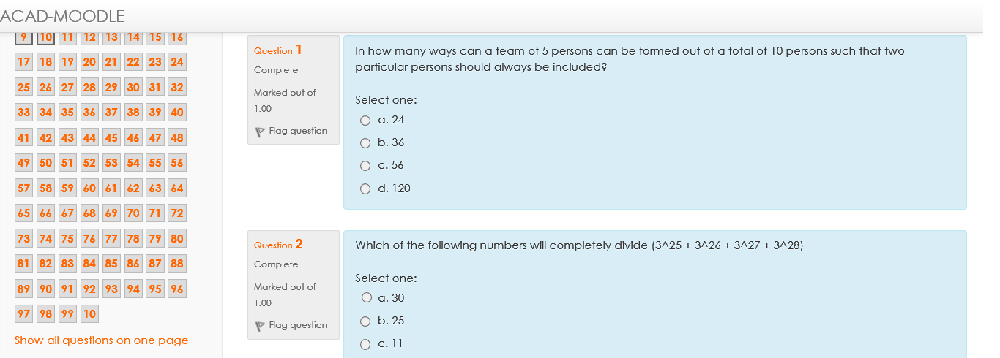 ACAD-MOODLE
9 10 11 12 13 14 15 16
17 18 19 20 21 22 23 24
25 26 27 28 29 30 31 32
33 34 35 36 37 38 39 40
41 42 43 44 45 46 47 48
49 50 51 52 53 54 55 56
57 58 59 60 61 62 63 64
65 66 67 68 69 70 71 72
73 74 75 76 77 78 79 80
81 82 83 84 85 86 87 88
89 90 91 92 93 94 95 96
97 98 99 10
Show all questions on one page
Question 1
Complete
Marked out of
1.00
Flag question
In how many ways can a team of 5 persons can be formed out of a total of 10 persons such that two
particular persons should always be included?
Select one:
a. 24
b. 36
c. 56
d. 120
Question 2
Complete
Marked out of
1.00
Flag question
Which of the following numbers will completely divide (3^25 + 3^26 + 3^27 + 3^28)
Select one:
a. 30
b. 25
c. 11